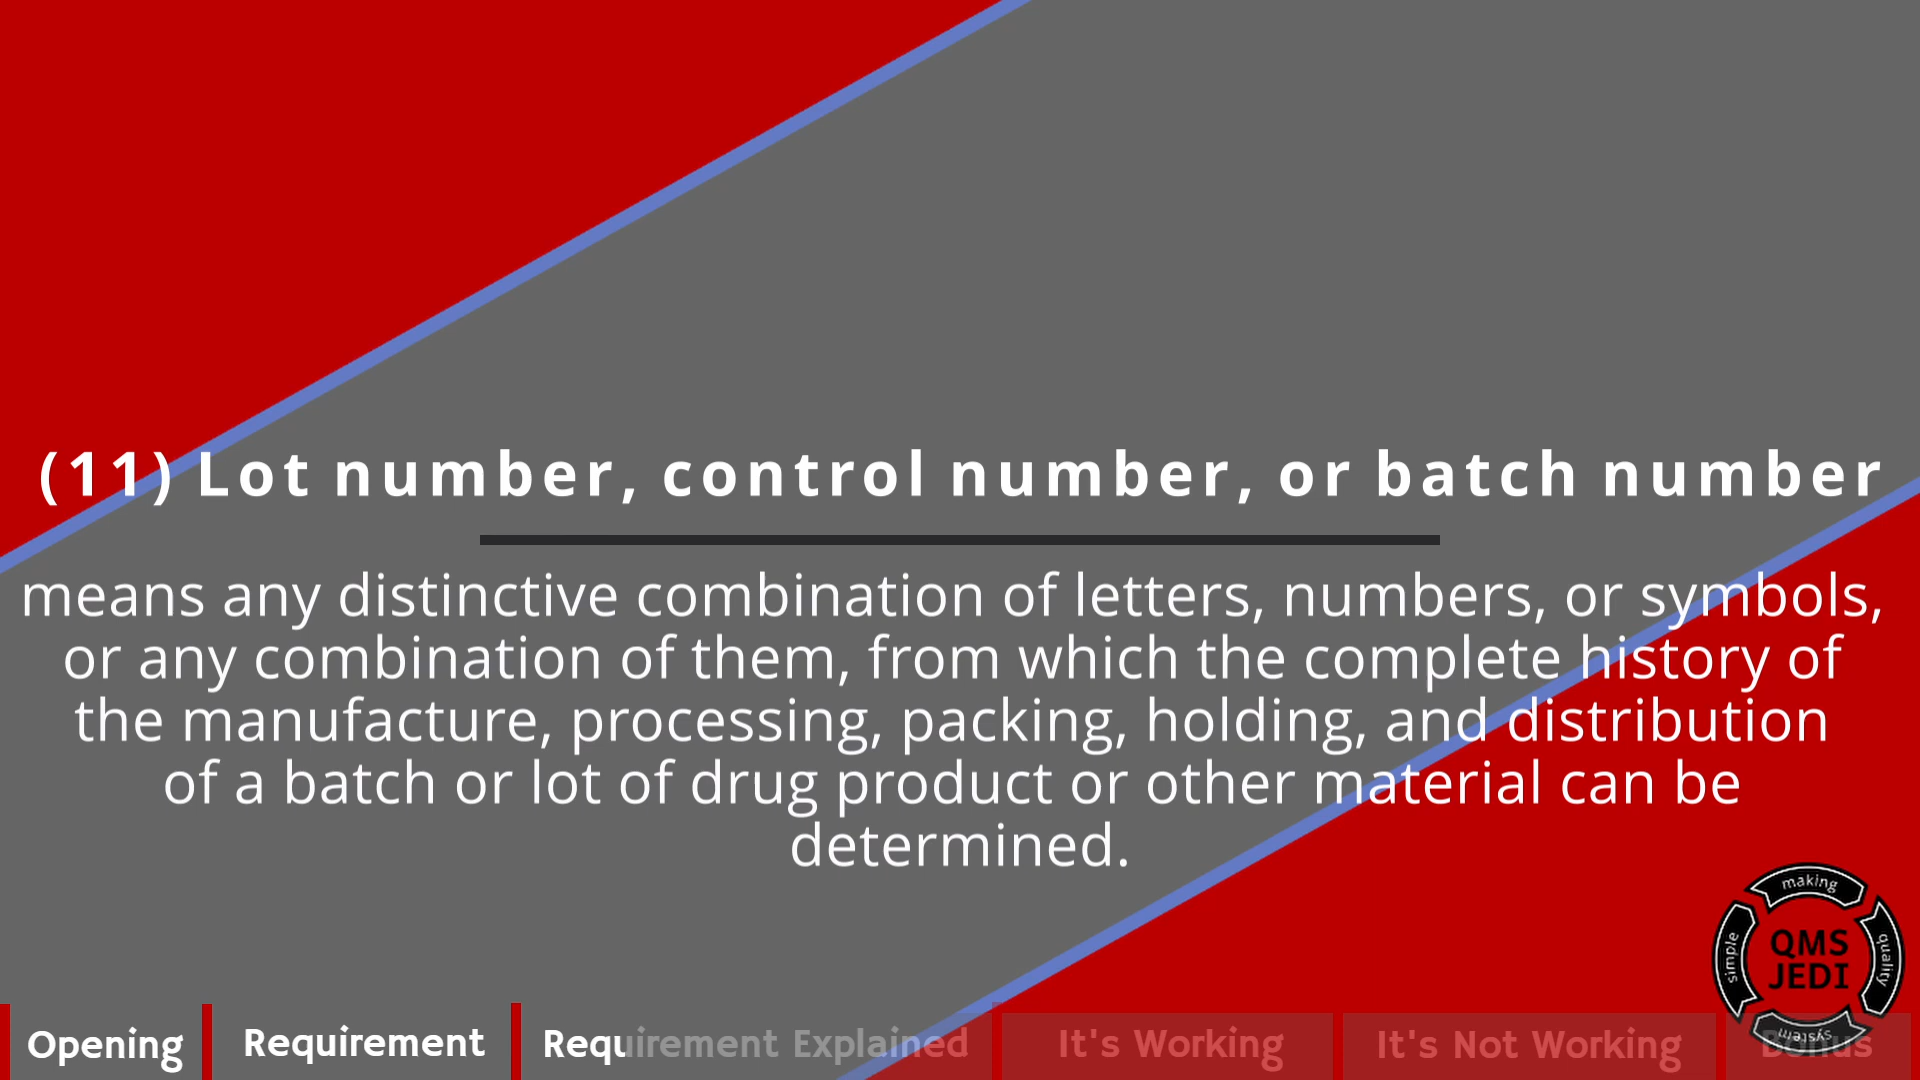 (11) Lot number, control number, or batch number
means any distinctive combination of letters, numbers, or symbols,
or any combination of them, from which the complete history of
the manufacture, processing, packing, holding, and distribution
of a batch or lot of drug product or other material can be
determined.
making
simple
QMS
JEDI
quality
system
Opening
Requirement
Requirement Explained
It's Working
It's Not Working
Bonus